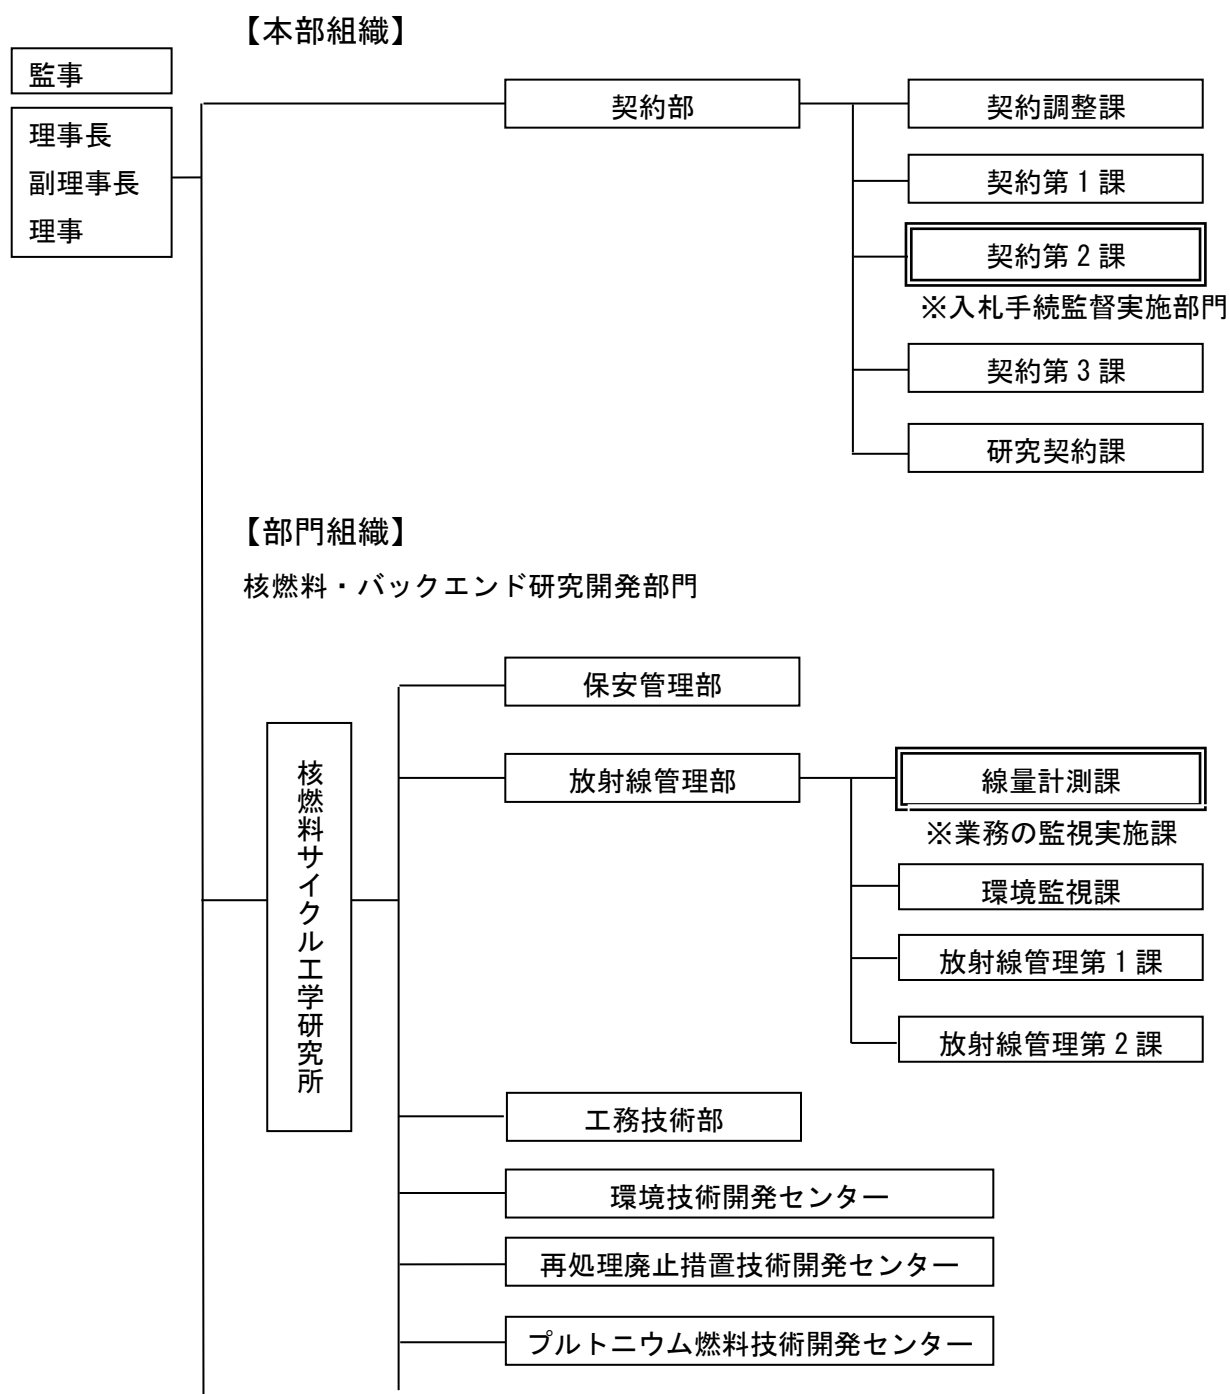 【本部組織】
監事
理事長
副理事長
理事
契約部
契約調整課
契約第1課
契約第2課
※入札手続監督実施部門
契約第3課
研究契約課
【部門組織】
核燃料・バックエンド研究開発部門
核燃料サイクル工学研究所
保安管理部
放射線管理部
線量計測課
※業務の監視実施課
環境監視課
放射線管理第1課
放射線管理第2課
工務技術部
環境技術開発センター
再処理廃止措置技術開発センター
プルトニウム燃料技術開発センター